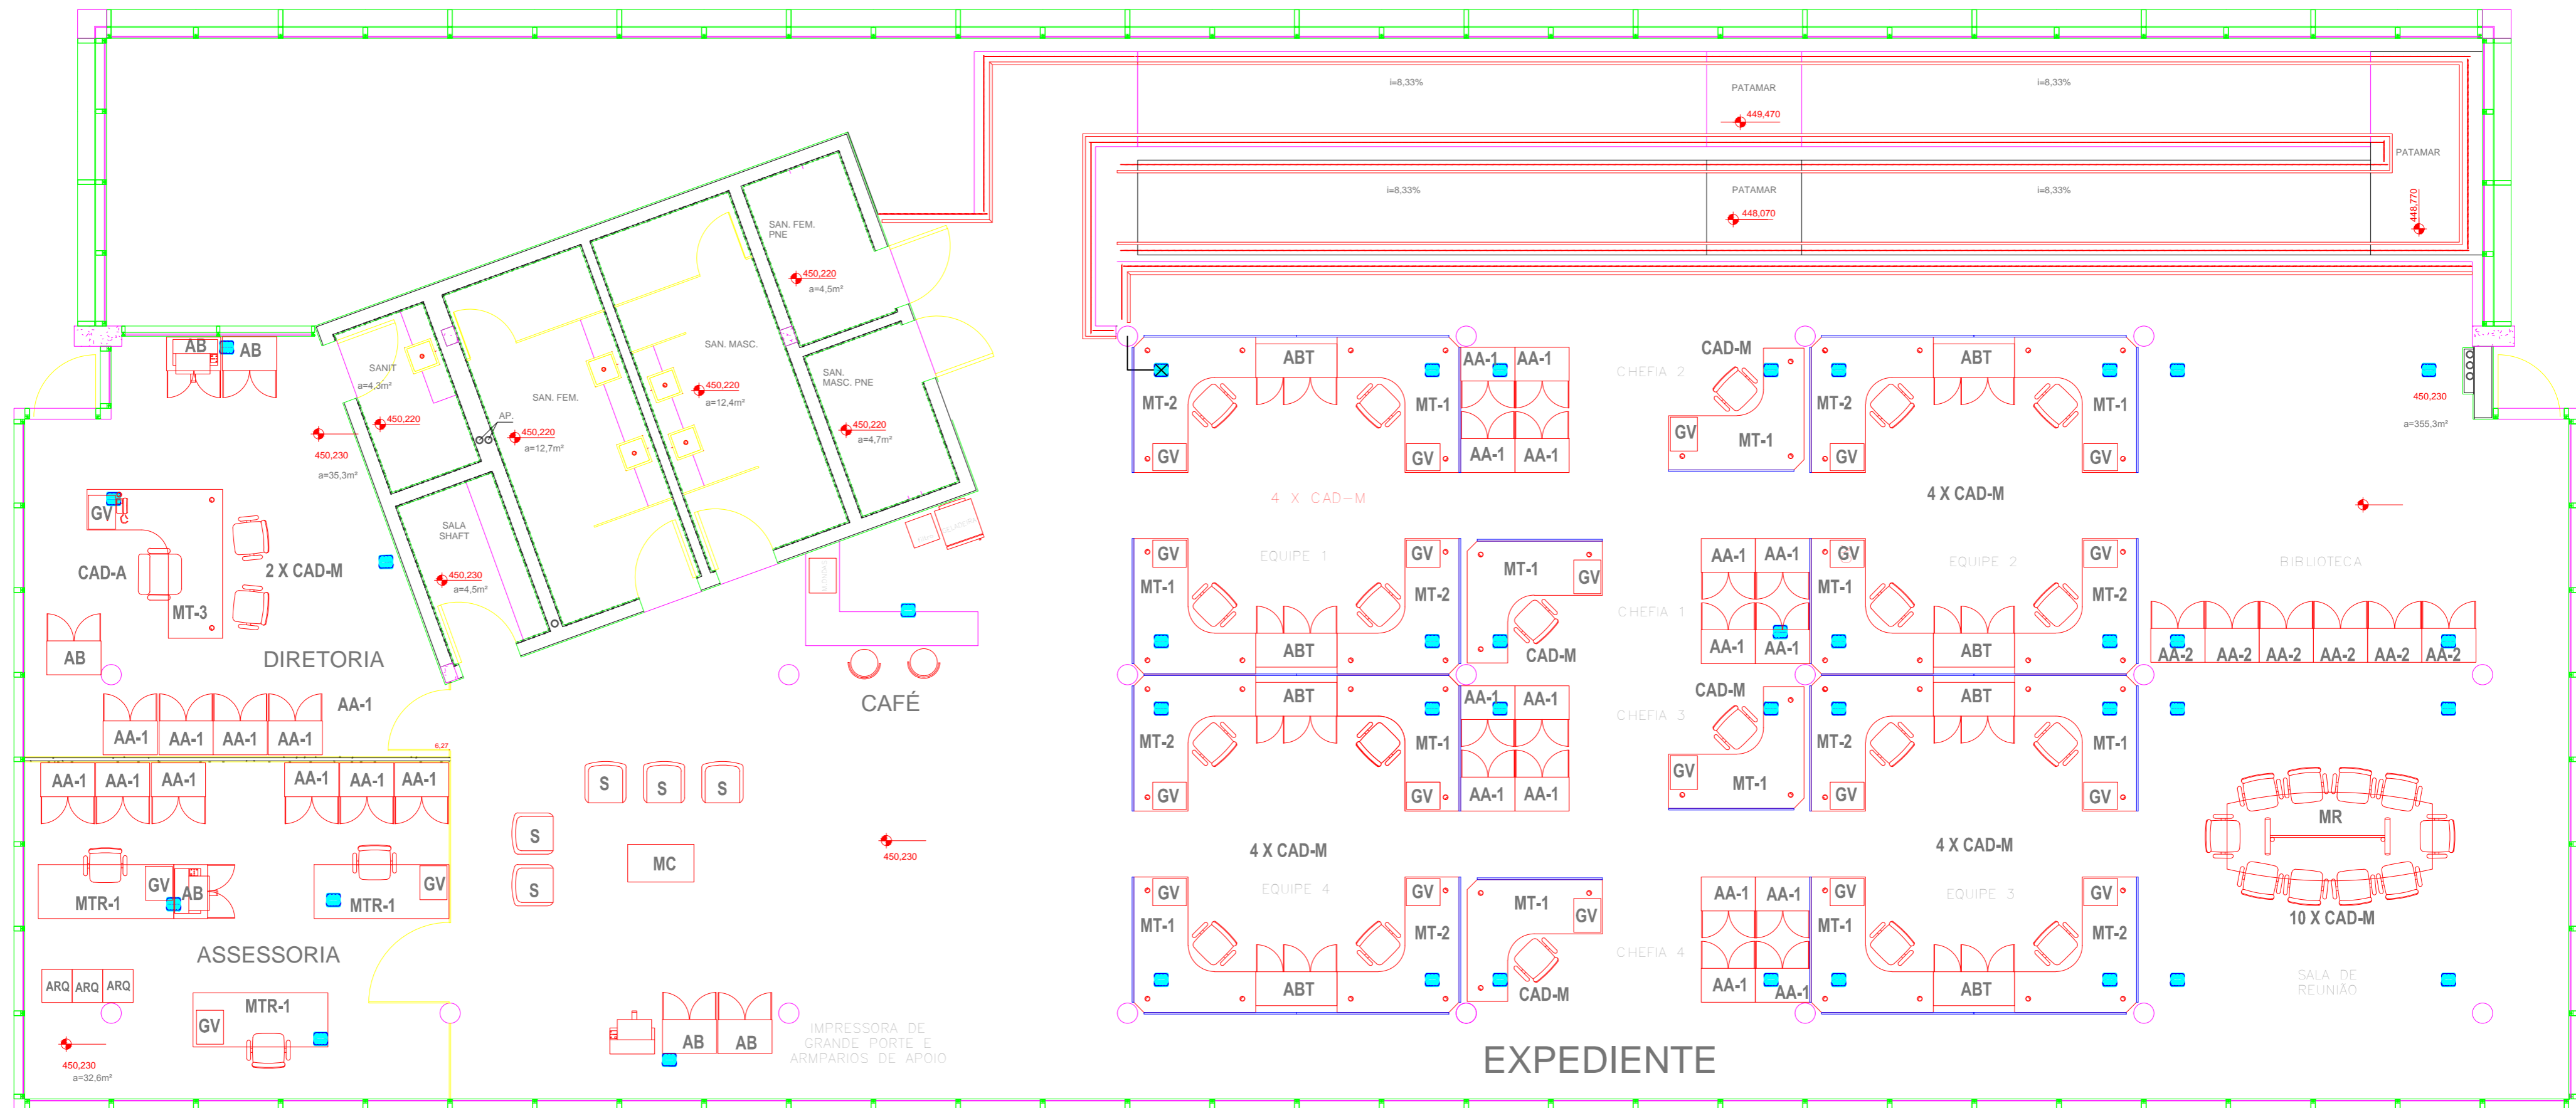 i=8,33%
PATAMAR
i=8,33%
449,470
PATAMAR
i=8,33%
PATAMAR
i=8,33%
448,070
448,770
SAN. FEM.
PNE
450,220
a=4,5m²
SAN. MASC.
450,220
a=12,4m²
SAN.
MASC. PNE
450,220
a=4,7m²
SANIT
a=4,3m²
450,220
SAN. FEM.
AP.
450,220
a=12,7m²
450,230
a=35,3m²
SALA
SHAFT
450,230
a=4,5m²
AB
AB
GV
CAD-A
2 X CAD-M
MT-3
AB
DIRETORIA
AA-1
AA-1
AA-1
AA-1
AA-1
6,27
AA-1
AA-1
AA-1
AA-1
AA-1
AA-1
GV
AB
MTR-1
GV
MTR-1
ASSESSORIA
ARQ
ARQ
ARQ
MTR-1
GV
450,230
a=32,6m²
GELADEIRA
CAFÉ
S
S
S
S
S
MC
450,230
AB
AB
IMPRESSORA DE
GRANDE PORTE E
ARMPARIOS DE APOIO
ABT
MT-2
MT-1
GV
GV
AA-1
AA-1
AA-1
AA-1
CHEFIA 2
CAD-M
GV
MT-1
ABT
MT-2
MT-1
GV
GV
450,230
a=355,3m²
4 X CAD-M
4 X CAD-M
GV
GV
EQUIPE 1
MT-1
MT-2
ABT
MT-1
GV
CAD-M
CHEFIA 1
AA-1
AA-1
AA-1
AA-1
GV
GV
EQUIPE 2
MT-1
MT-2
ABT
BIBLIOTECA
AA-2
AA-2
AA-2
AA-2
AA-2
AA-2
ABT
MT-2
MT-1
GV
GV
AA-1
AA-1
AA-1
AA-1
CHEFIA 3
CAD-M
GV
MT-1
ABT
MT-2
MT-1
GV
GV
MR
10 X CAD-M
4 X CAD-M
4 X CAD-M
GV
GV
EQUIPE 4
MT-1
MT-2
ABT
MT-1
GV
CAD-M
CHEFIA 4
AA-1
AA-1
AA-1
AA-1
GV
GV
EQUIPE 3
MT-1
MT-2
ABT
SALA DE
REUNIÃO
EXPEDIENTE